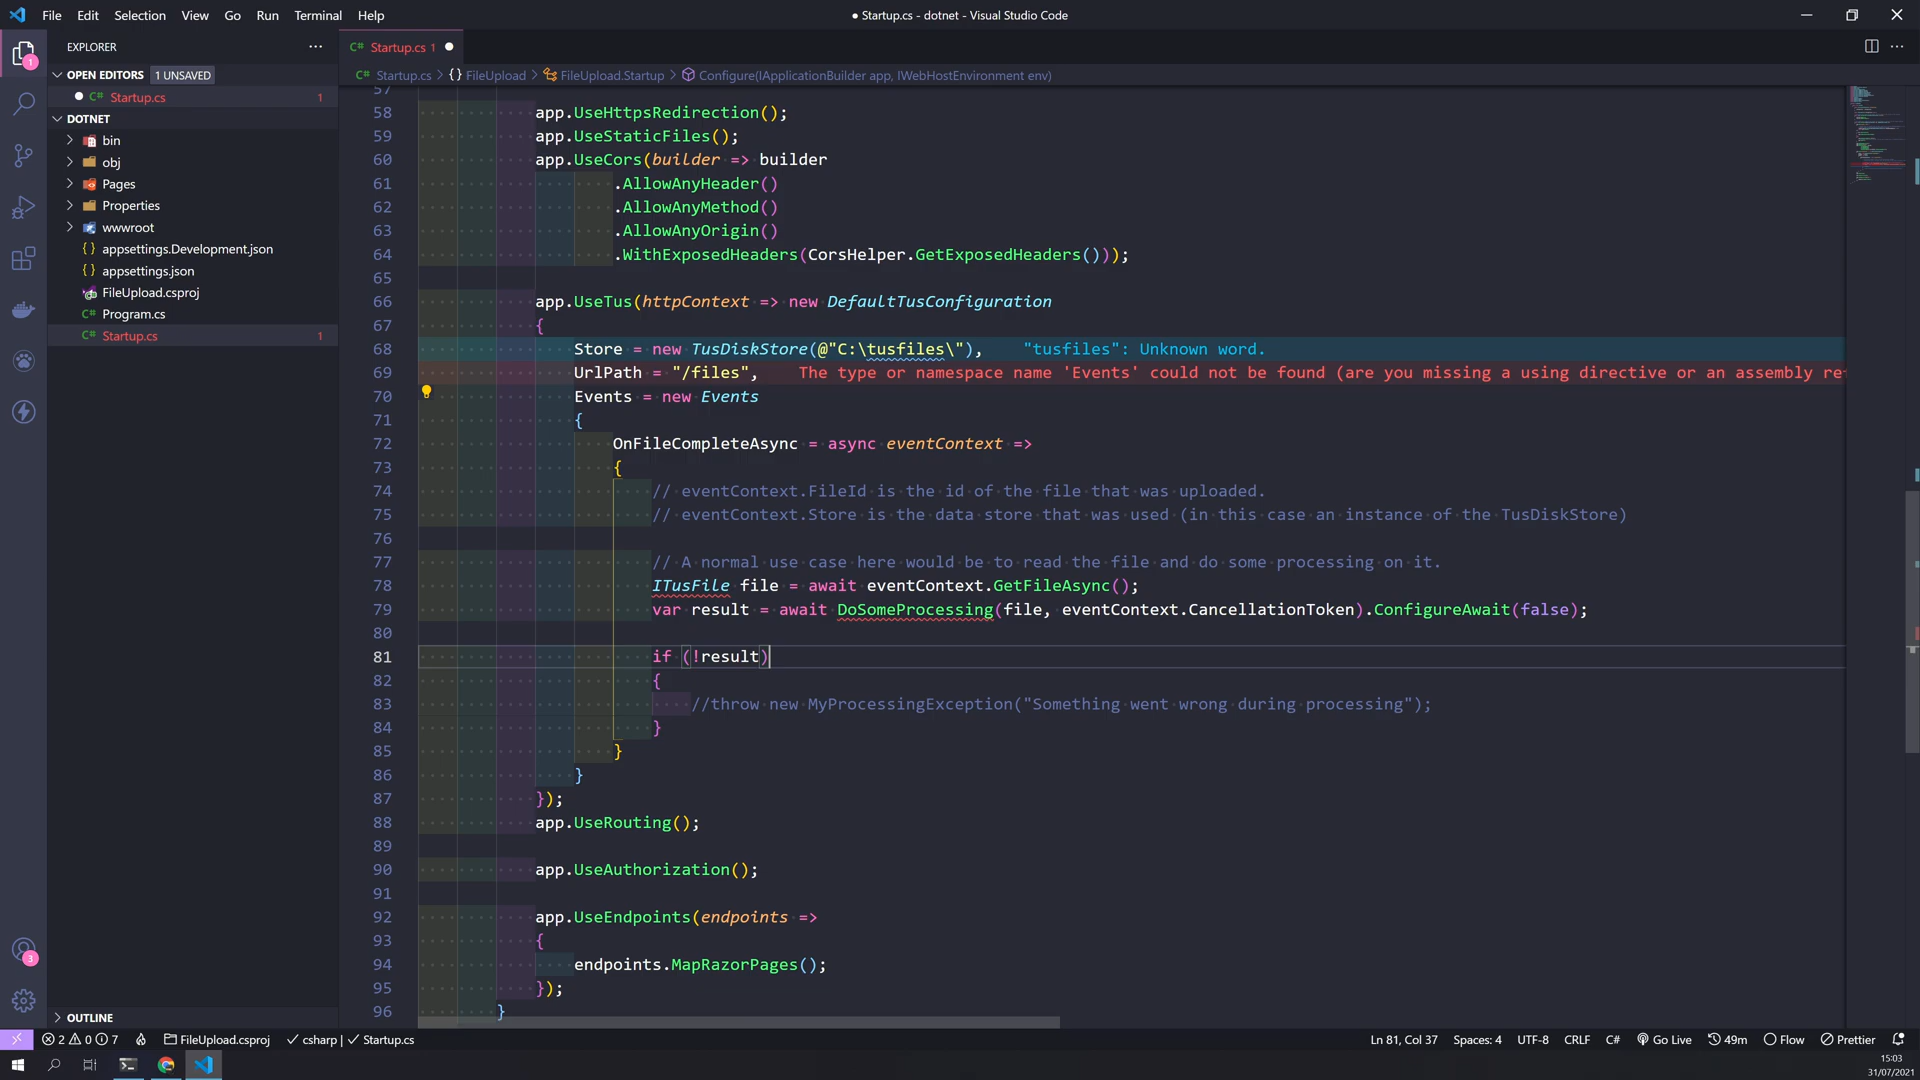 File Edit Selection View Go Run Terminal Help
● Startup.cs - dotnet - Visual Studio Code
EXPLORER
OPEN EDITORS 1 UNSAVED
Startup.cs 1
DOTNET
bin
obj
Pages
Properties
wwwroot
appsettings.Development.json
appsettings.json
FileUpload.csproj
Program.cs
Startup.cs 1
OUTLINE
1
3
Startup.cs 1
Startup.cs > {} FileUpload > FileUpload.Startup > Configure(IApplicationBuilder app, IWebHostEnvironment env)
57
58 app.UseHttpsRedirection();
59 app.UseStaticFiles();
60 app.UseCors(builder => builder
61 .AllowAnyHeader()
62 .AllowAnyMethod()
63 .AllowAnyOrigin()
64 .WithExposedHeaders(CorsHelper.GetExposedHeaders()));
65
66 app.UseTus(httpContext => new DefaultTusConfiguration
67 {
68 Store = new TusDiskStore(@"C:\tusfiles\"), "tusfiles": Unknown word.
69 UrlPath = "/files", The type or namespace name 'Events' could not be found (are you missing a using directive or an assembly re
70 Events = new Events
71 {
72 OnFileCompleteAsync = async eventContext =>
73 {
74 // eventContext.FileId is the id of the file that was uploaded.
75 // eventContext.Store is the data store that was used (in this case an instance of the TusDiskStore)
76
77 // A normal use case here would be to read the file and do some processing on it.
78 ITusFile file = await eventContext.GetFileAsync();
79 var result = await DoSomeProcessing(file, eventContext.CancellationToken).ConfigureAwait(false);
80
81 if (!result)
82 {
83 //throw new MyProcessingException("Something went wrong during processing");
84 }
85 }
86 }
87 });
88 app.UseRouting();
89
90 app.UseAuthorization();
91
92 app.UseEndpoints(endpoints =>
93 {
94 endpoints.MapRazorPages();
95 });
96 }
2 0 7 FileUpload.csproj csharp | Startup.cs Ln 81, Col 37 Spaces: 4 UTF-8 CRLF C# Go Live 49m Flow Prettier
15:03
31/07/2021